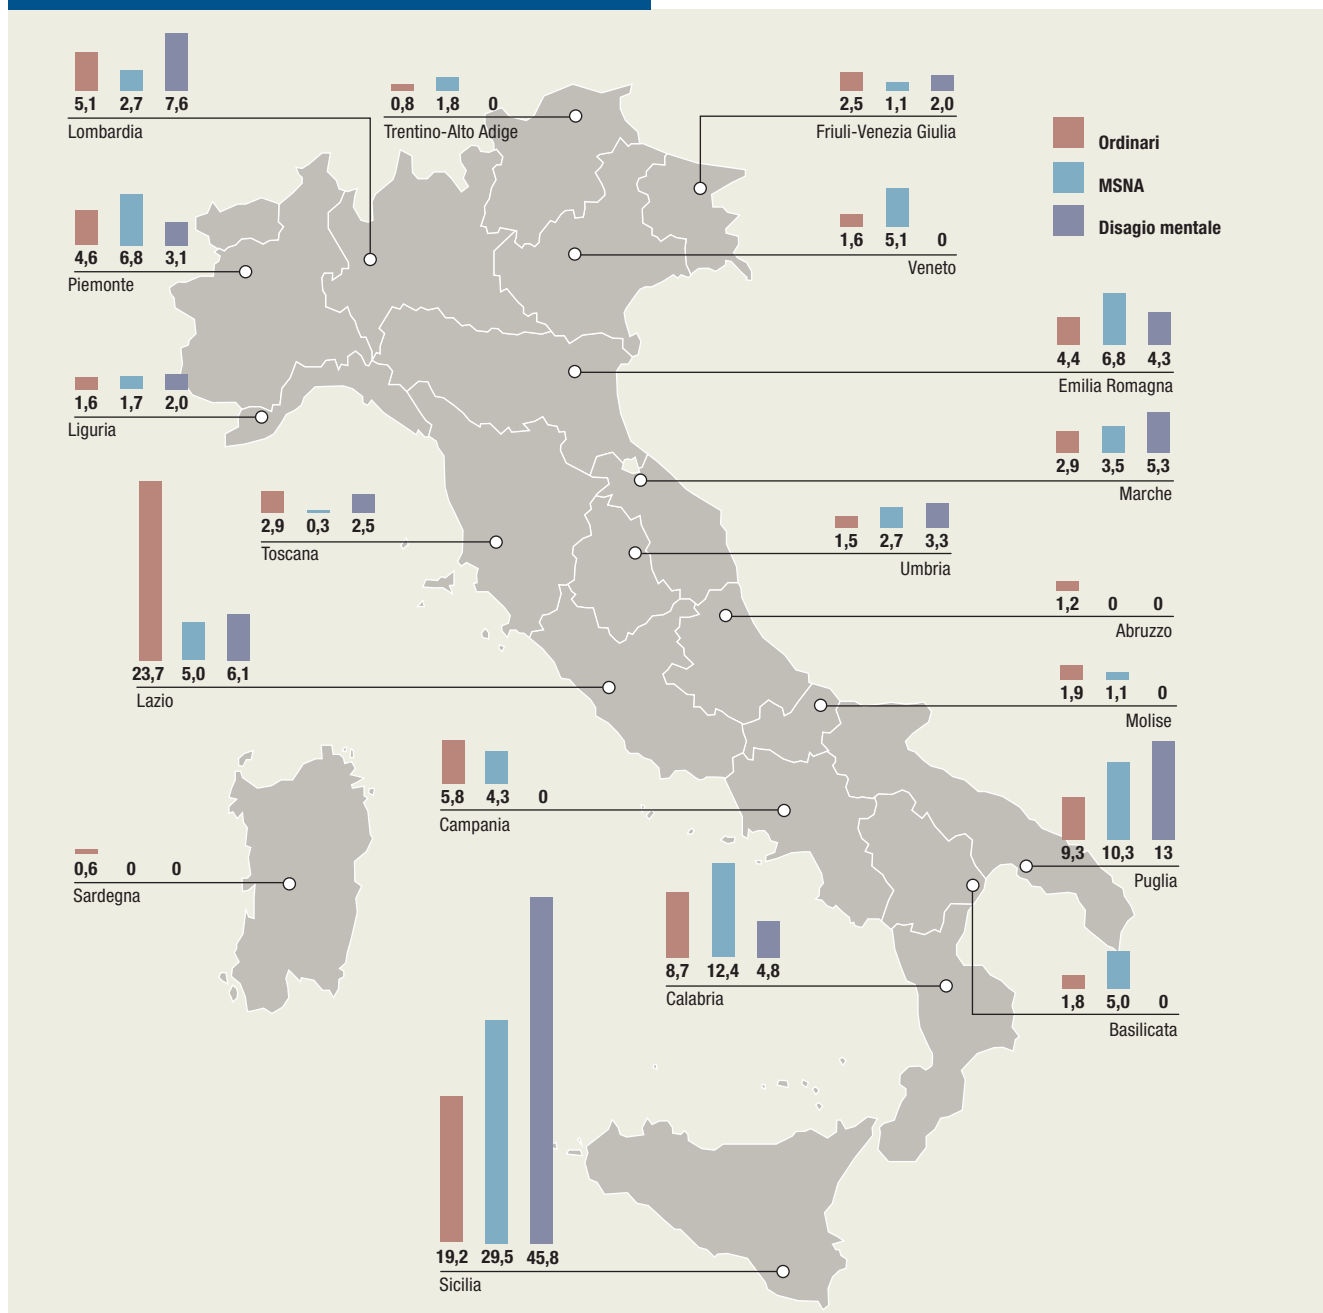 5,1 2,7 7,6
Lombardia
0,8 1,8 0
Trentino-Alto Adige
2,5 1,1 2,0
Friuli-Venezia Giulia
Ordinari
MSNA
Disagio mentale
4,6 6,8 3,1
Piemonte
1,6 5,1 0
Veneto
4,4 6,8 4,3
Emilia Romagna
1,6 1,7 2,0
Liguria
2,9 3,5 5,3
Marche
2,9 0,3 2,5
Toscana
1,5 2,7 3,3
Umbria
1,2 0 0
Abruzzo
23,7 5,0 6,1
Lazio
1,9 1,1 0
Molise
5,8 4,3 0
Campania
9,3 10,3 13
Puglia
0,6 0 0
Sardegna
8,7 12,4 4,8
Calabria
1,8 5,0 0
Basilicata
19,2 29,5 45,8
Sicilia